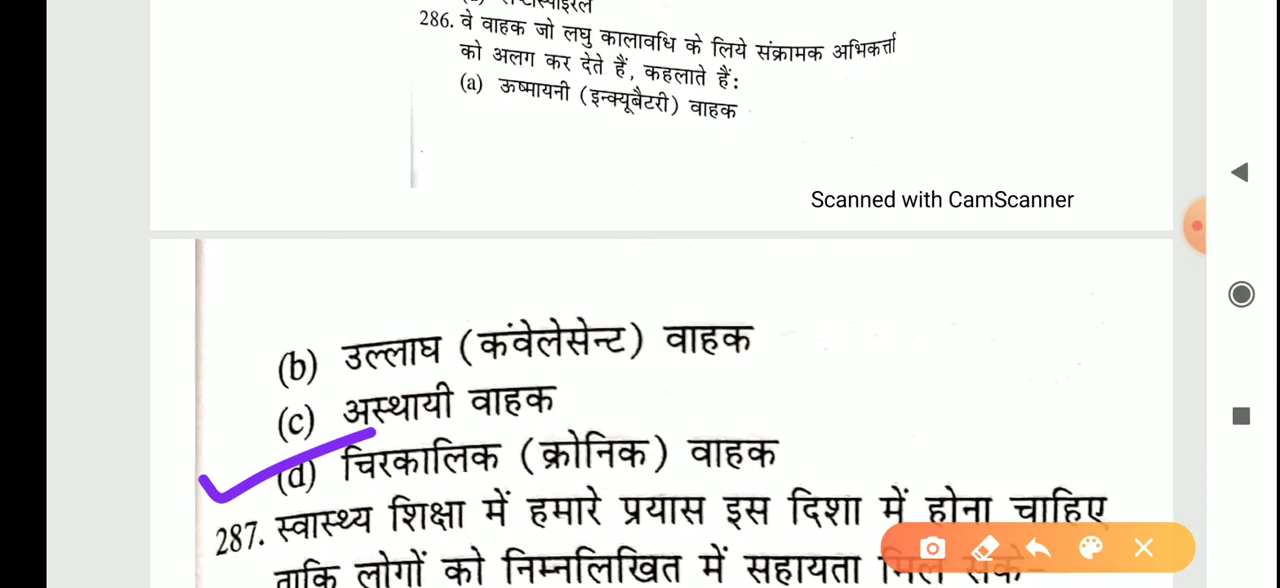 286. वे वाहक जो लघु कालावधि के लिये संक्रामक अभिकर्त्ता
को अलग कर देते हैं, कहलाते हैं:
(a) ऊष्मायनी (इन्क्यूबैटरी) वाहक
Scanned with CamScanner
(b) उल्लाघ (कंवेलेसेन्ट) वाहक
(c) अस्थायी वाहक
(d) चिरकालिक (क्रोनिक) वाहक
287. स्वास्थ्य शिक्षा में हमारे प्रयास इस दिशा में होना चाहिए
ताकि लोगों को निम्नलिखित में सहायता मिल सके–